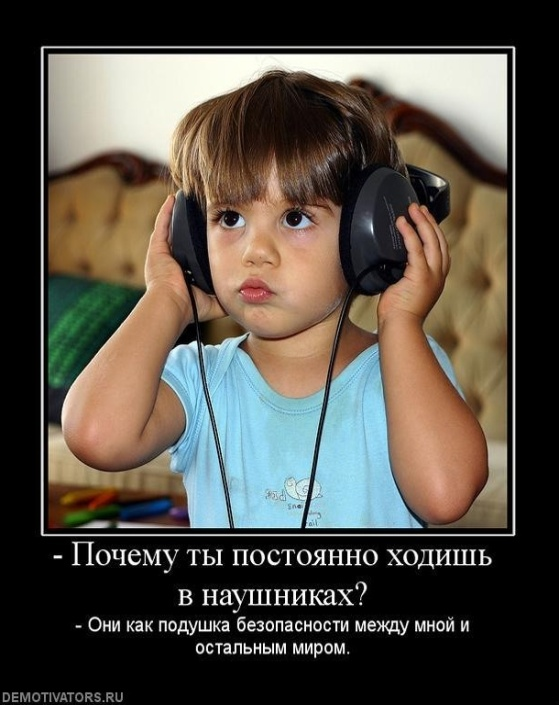 - Почему ты постоянно ходишь
в наушниках?
- Они как подушка безопасности между мной и
остальным миром.
DEMOTIVATORS.RU